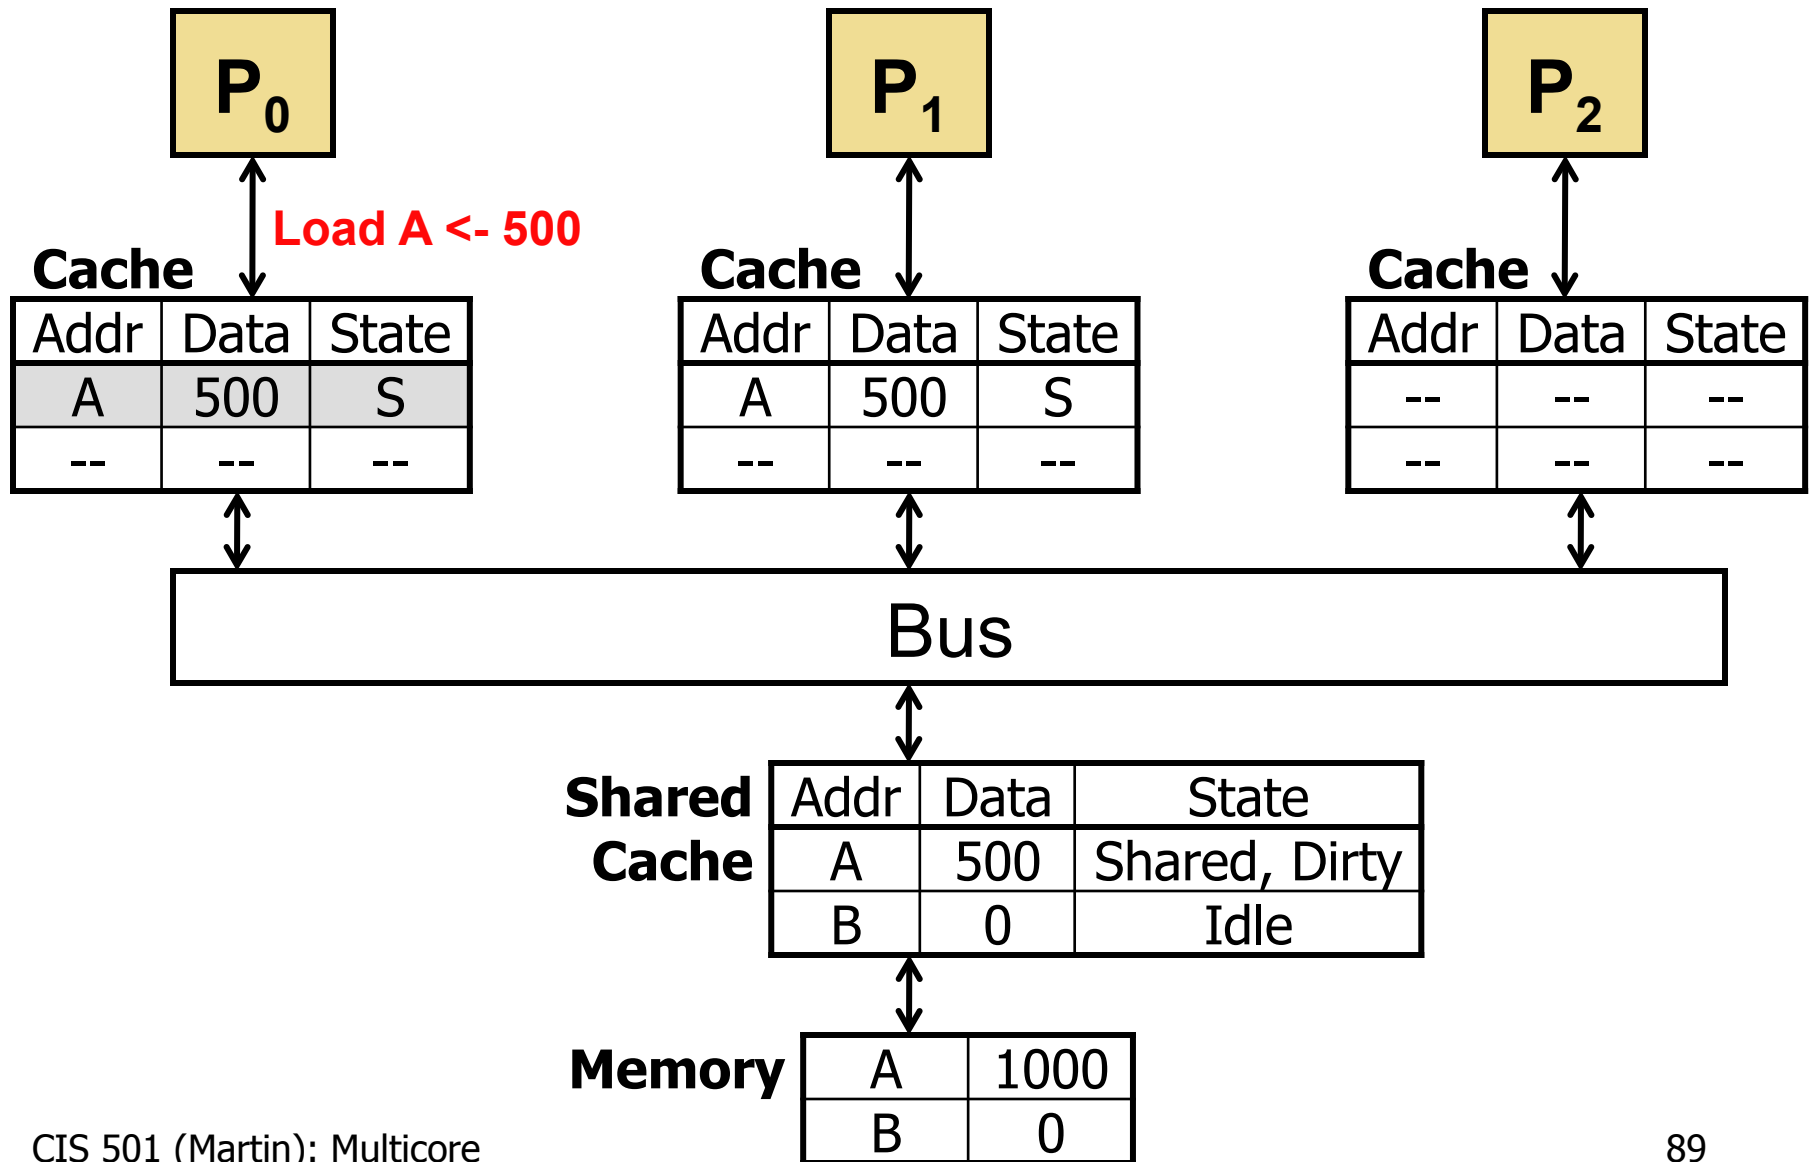 P0 P1 P2
Load A <- 500
Cache Cache Cache
Addr Data State Addr Data State Addr Data State
A 500 S A 500 S -- -- --
-- -- -- -- -- -- -- -- --
Bus
Shared Addr Data State
Cache A 500 Shared, Dirty
B 0 Idle
Memory A 1000
B 0
CIS 501 (Martin): Multicore 89